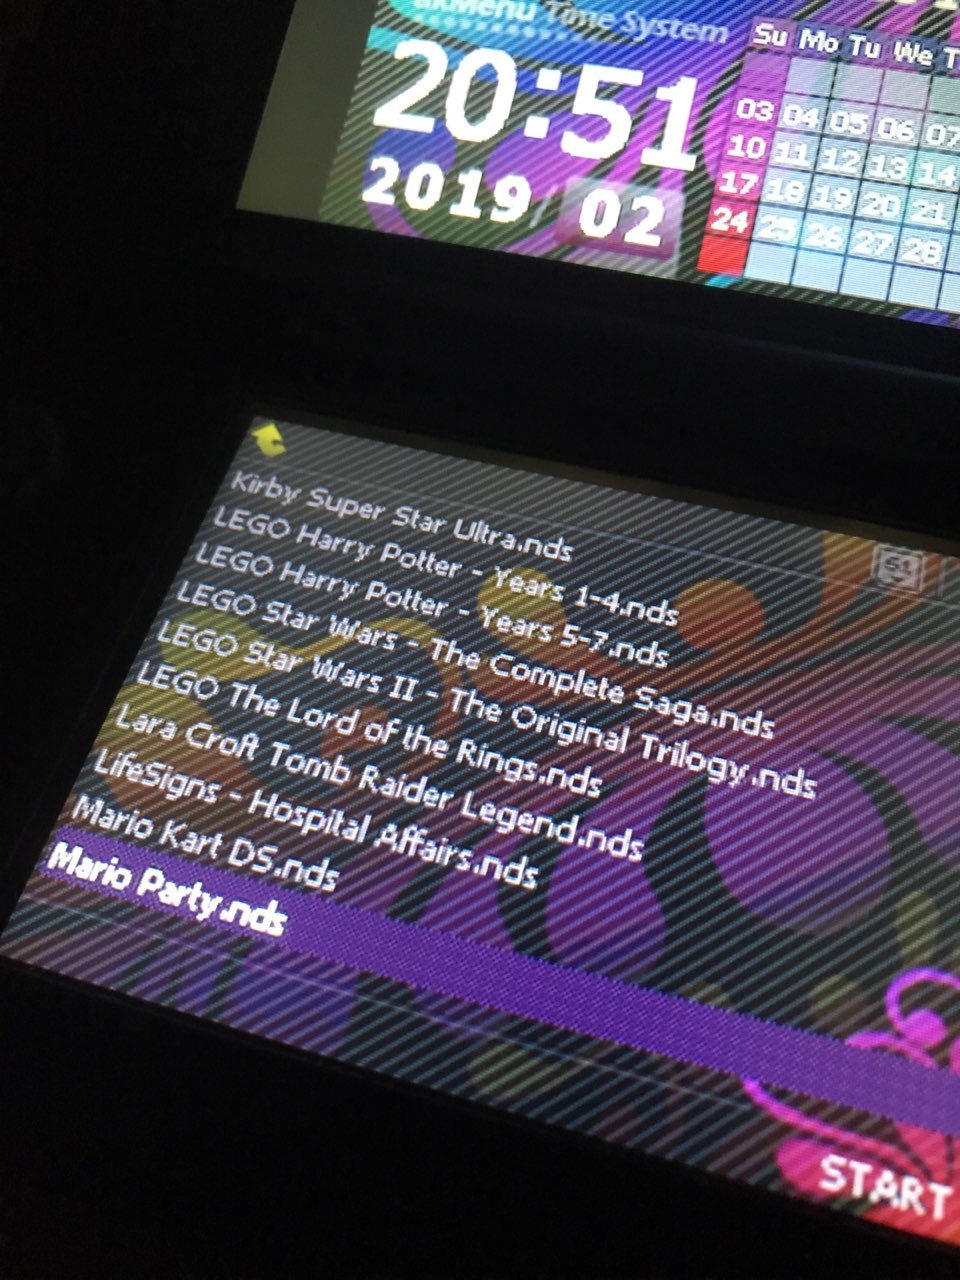 akMenu Time System
20:51
2019/02
Su Mo Tu We T
03 04 05 06 07
10 11 12 13 14
17 18 19 20 21
24 25 26 27 28
Kirby Super Star Ultra.nds
LEGO Harry Potter - Years 1-4.nds
LEGO Harry Potter - Years 5-7.nds
LEGO Star Wars - The Complete Saga.nds
LEGO Star Wars II - The Original Trilogy.nds
LEGO The Lord of the Rings.nds
Lara Croft Tomb Raider Legend.nds
LifeSigns - Hospital Affairs.nds
Mario Kart DS.nds
Mario Party.nds
START